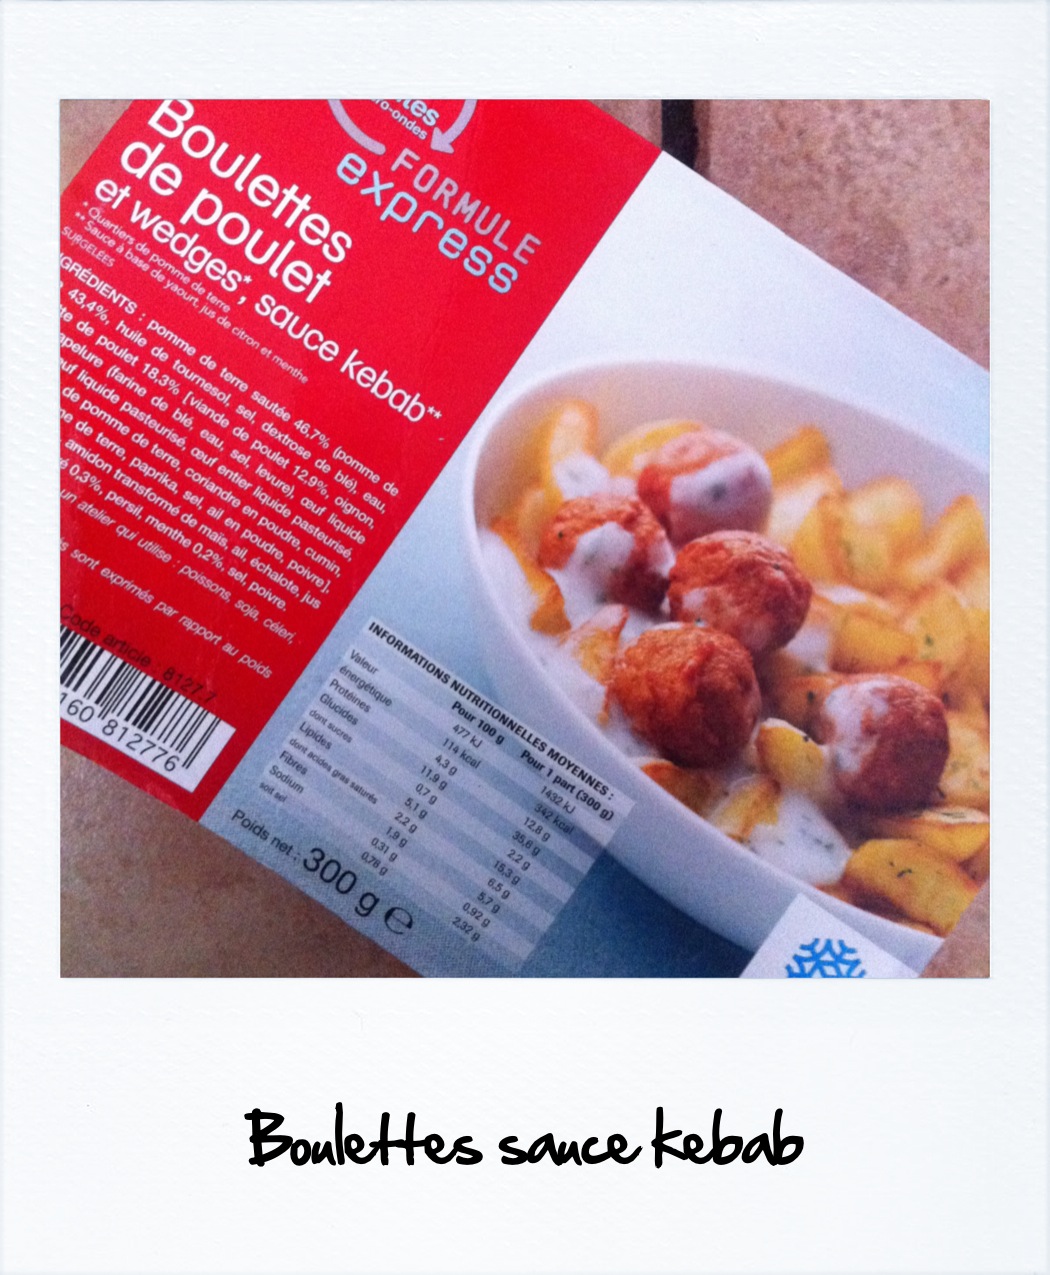 ro-ondes
FORMULE
express
Boulettes
de poulet
et wedges*, sauce kebab**
* Quartiers de pomme de terre
** Sauce à base de yaourt, jus de citron et menthe
SURGELÉES
GRÉDIENTS : pomme de terre sautée 46,7% (pomme de
43,4%, huile de tournesol, sel, dextrose de blé), eau,
te de poulet 18,3% [viande de poulet 12,9%, oignon,
apelure (farine de blé, eau, sel, levure), œuf liquide
uf liquide pasteurisé, œuf entier liquide pasteurisé,
de pomme de terre, coriandre en poudre, cumin,
ne de terre, paprika, sel, ail en poudre, poivre],
amidon transformé de maïs, ail, échalote, jus
é 0,3%, persil, menthe 0,2%, sel, poivre.
un atelier qui utilise : poissons, soja, céleri,
s sont exprimés par rapport au poids
Code article : 81277
160 812776
INFORMATIONS NUTRITIONNELLES MOYENNES :
Pour 100 g Pour 1 part (300 g)
Valeur 477 kJ 1432 kJ
énergétique 114 kcal 342 kcal
Protéines 4,3 g 12,8 g
Glucides 11,9 g 35,6 g
dont sucres 0,7 g 2,2 g
Lipides 5,1 g 15,3 g
dont acides gras saturés 2,2 g 6,5 g
Fibres 1,9 g 5,7 g
Sodium 0,31 g 0,92 g
soit sel 0,78 g 2,32 g
Poids net : 300 g ℮
Boulettes sauce kebab